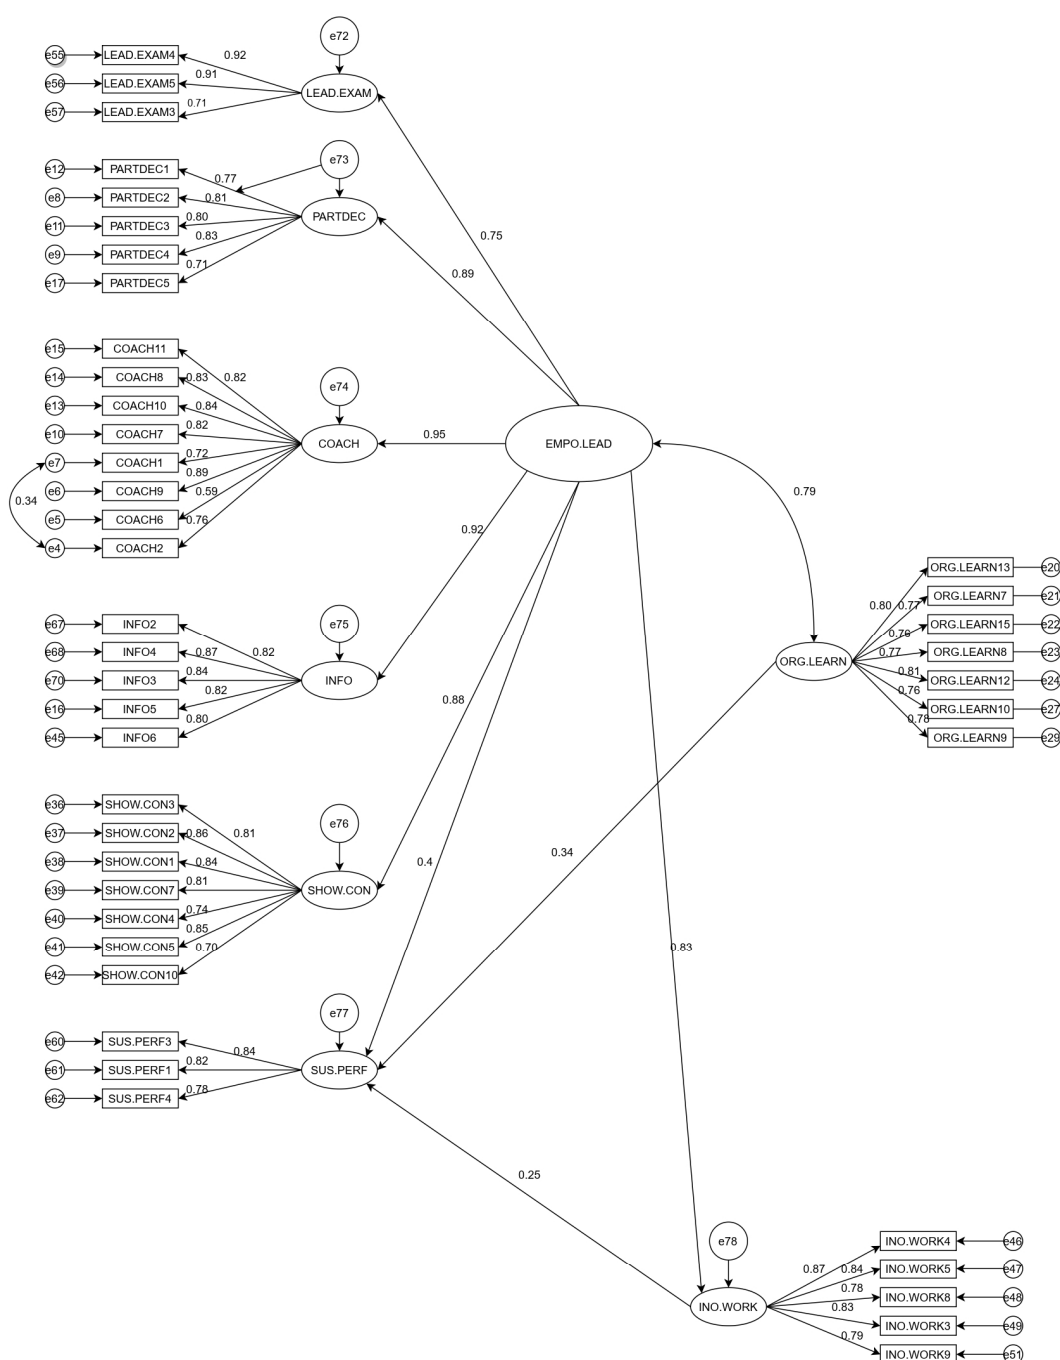 e72
e55 LEAD.EXAM4 0.92
e56 LEAD.EXAM5 0.91 LEAD.EXAM
e57 LEAD.EXAM3 0.71
e73
e12 PARTDEC1 0.77
e8 PARTDEC2 0.81
e11 PARTDEC3 0.80 PARTDEC
e9 PARTDEC4 0.83
e17 PARTDEC5 0.71
0.75
0.89
e15 COACH11 0.82
e14 COACH8 0.83
e74
e13 COACH10 0.84
e10 COACH7 0.82 COACH 0.95 EMPO.LEAD
e7 COACH1 0.72
e6 COACH9 0.89
0.34
e5 COACH6 0.59
e4 COACH2 0.76
0.79
0.92
e67 INFO2 0.82
e75
e68 INFO4 0.87
e70 INFO3 0.84 INFO
e16 INFO5 0.82
e45 INFO6 0.80
0.88
ORG.LEARN
0.80 ORG.LEARN13 e20
0.77 ORG.LEARN7 e21
0.76 ORG.LEARN15 e22
0.77 ORG.LEARN8 e23
0.81 ORG.LEARN12 e24
0.76 ORG.LEARN10 e27
0.78 ORG.LEARN9 e29
e36 SHOW.CON3 0.81
e76
e37 SHOW.CON2 0.86
e38 SHOW.CON1 0.84
e39 SHOW.CON7 0.81 SHOW.CON
e40 SHOW.CON4 0.74
e41 SHOW.CON5 0.85
e42 SHOW.CON10 0.70
0.4
0.34
0.83
e77
e60 SUS.PERF3 0.84
e61 SUS.PERF1 0.82 SUS.PERF
e62 SUS.PERF4 0.78
0.25
e78
INO.WORK
0.87 INO.WORK4 e46
0.84 INO.WORK5 e47
0.78 INO.WORK8 e48
0.83 INO.WORK3 e49
0.79 INO.WORK9 e51